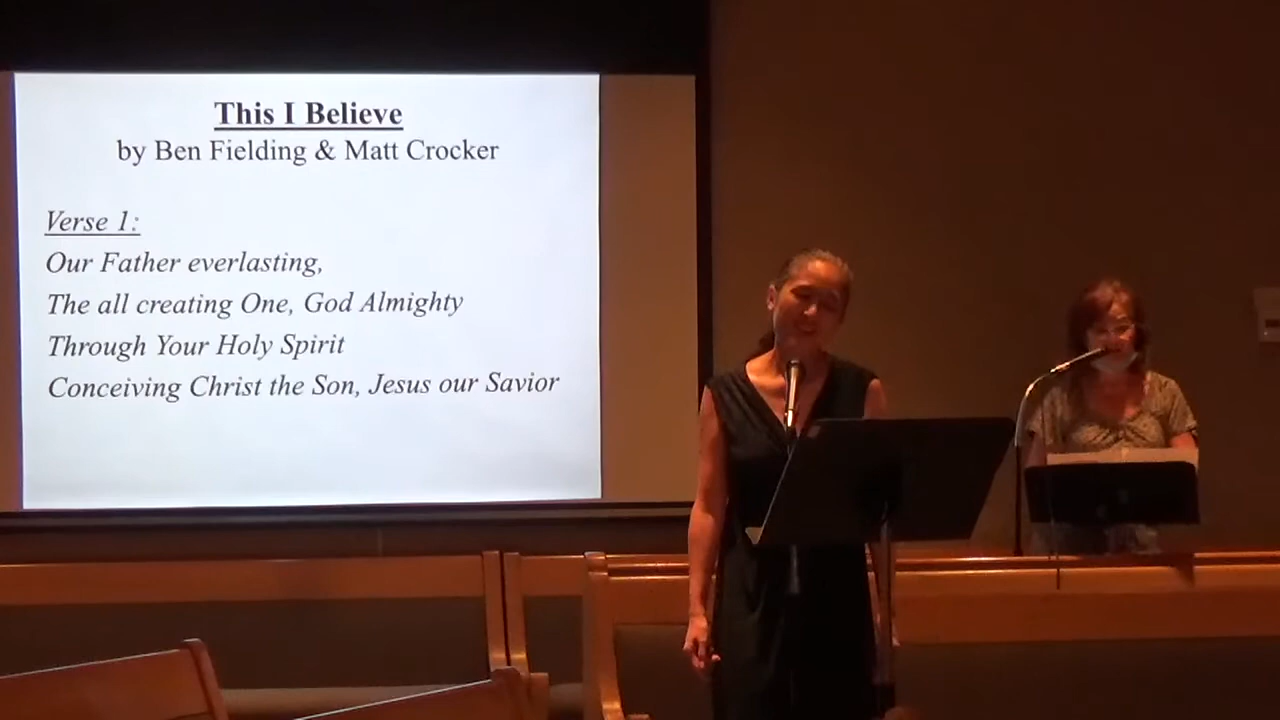 This I Believe
by Ben Fielding & Matt Crocker
Verse 1:
Our Father everlasting,
The all creating One, God Almighty
Through Your Holy Spirit
Conceiving Christ the Son, Jesus our Savior